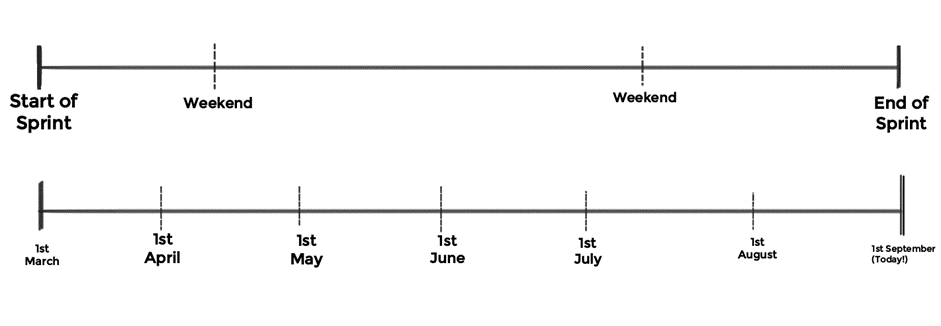 Start of
Sprint
Weekend
Weekend
End of
Sprint
1st
March
1st
April
1st
May
1st
June
1st
July
1st
August
1st September
(Today!)